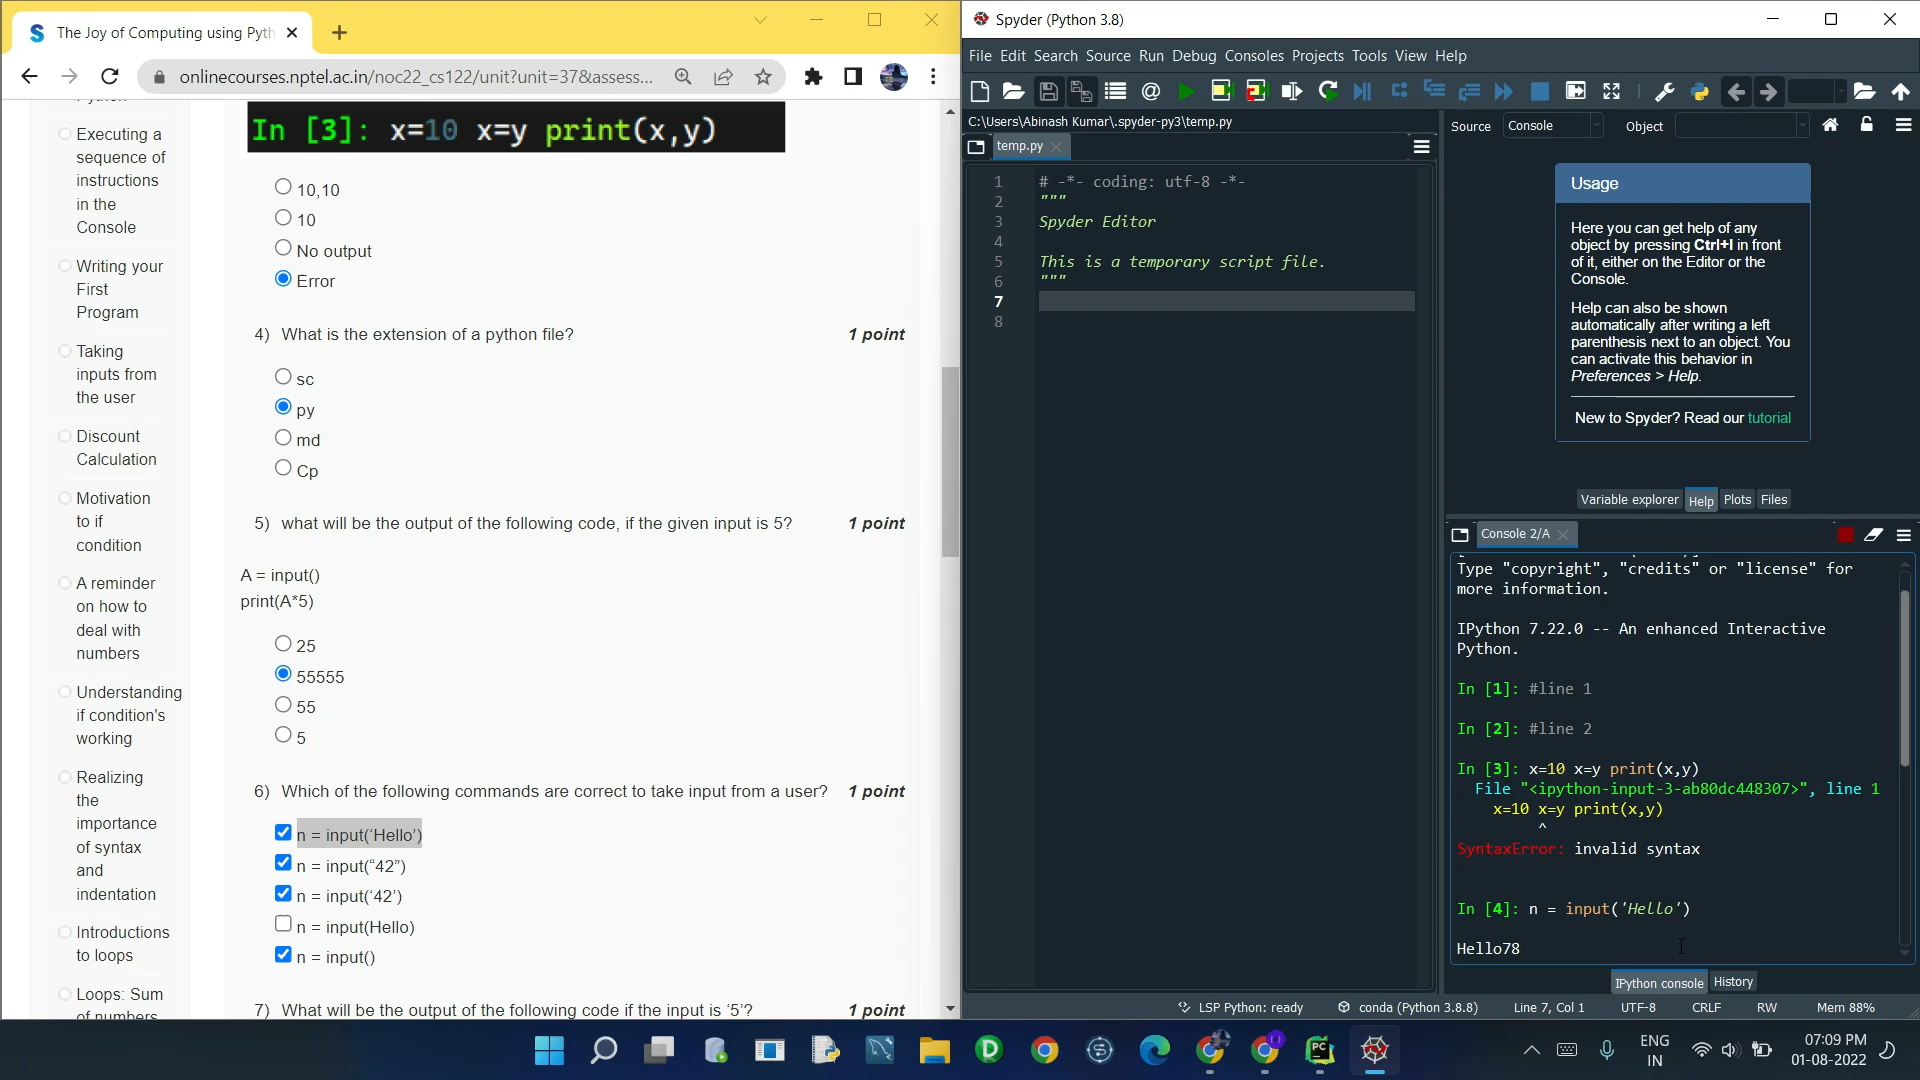 The Joy of Computing using Pyth
onlinecourses.nptel.ac.in/noc22_cs122/unit?unit=37&assess...
Python
Executing a
sequence of
instructions
in the
Console
Writing your
First
Program
Taking
inputs from
the user
Discount
Calculation
Motivation
to if
condition
A reminder
on how to
deal with
numbers
Understanding
if condition's
working
Realizing
the
importance
of syntax
and
indentation
Introductions
to loops
Loops: Sum
of numbers
In [3]: x=10 x=y print(x,y)
10,10
10
No output
Error
4) What is the extension of a python file? 1 point
sc
py
md
Cp
5) what will be the output of the following code, if the given input is 5? 1 point
A = input()
print(A*5)
25
55555
55
5
6) Which of the following commands are correct to take input from a user? 1 point
n = input(‘Hello’)
n = input(“42”)
n = input(‘42’)
n = input(Hello)
n = input()
7) What will be the output of the following code if the input is ‘5’? 1 point
Spyder (Python 3.8)
File Edit Search Source Run Debug Consoles Projects Tools View Help
C:\Users\Abinash Kumar\.spyder-py3\temp.py
temp.py
1 # -*- coding: utf-8 -*-
2 """
3 Spyder Editor
4
5 This is a temporary script file.
6 """
7
8
Source Console Object
Usage
Here you can get help of any
object by pressing Ctrl+I in front
of it, either on the Editor or the
Console.
Help can also be shown
automatically after writing a left
parenthesis next to an object. You
can activate this behavior in
Preferences > Help.
New to Spyder? Read our tutorial
Variable explorer Help Plots Files
Console 2/A
Type "copyright", "credits" or "license" for
more information.
IPython 7.22.0 -- An enhanced Interactive
Python.
In [1]: #line 1
In [2]: #line 2
In [3]: x=10 x=y print(x,y)
File "<ipython-input-3-ab80dc448307>", line 1
x=10 x=y print(x,y)
^
SyntaxError: invalid syntax
In [4]: n = input('Hello')
Hello78
IPython console History
LSP Python: ready conda (Python 3.8.8) Line 7, Col 1 UTF-8 CRLF RW Mem 88%
ENG
IN
07:09 PM
01-08-2022